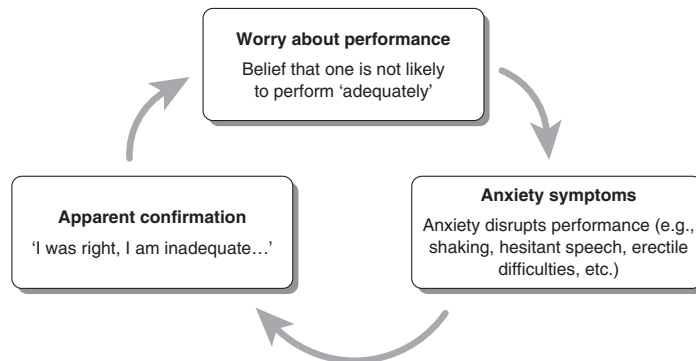 Worry about performance
Belief that one is not likely
to perform ‘adequately’
Anxiety symptoms
Anxiety disrupts performance (e.g.,
shaking, hesitant speech, erectile
difficulties, etc.)
Apparent confirmation
‘I was right, I am inadequate…’